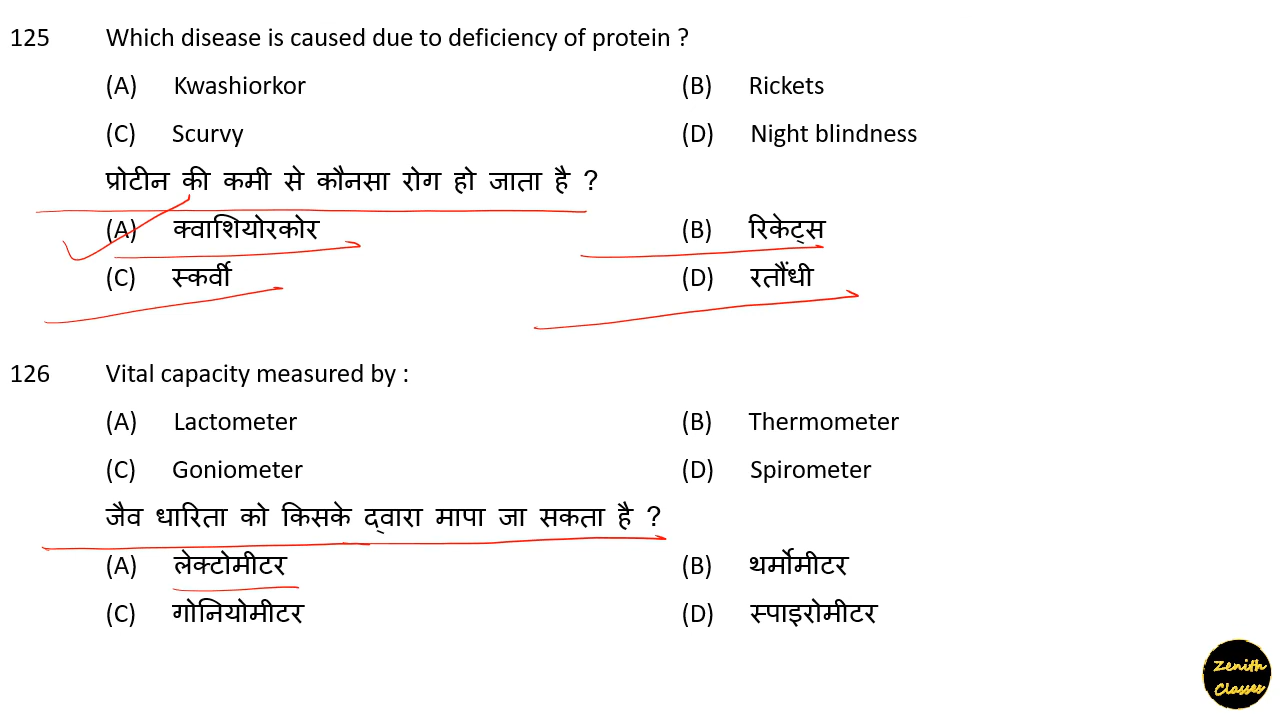 125 Which disease is caused due to deficiency of protein ?
(A) Kwashiorkor (B) Rickets
(C) Scurvy (D) Night blindness
प्रोटीन की कमी से कौनसा रोग हो जाता है ?
(A) क्वाशियोरकोर (B) रिकेट्स
(C) स्कर्वी (D) रतौंधी
126 Vital capacity measured by :
(A) Lactometer (B) Thermometer
(C) Goniometer (D) Spirometer
जैव धारिता को किसके द्वारा मापा जा सकता है ?
(A) लेक्टोमीटर (B) थर्मोमीटर
(C) गोनियोमीटर (D) स्पाइरोमीटर
Zenith
Classes